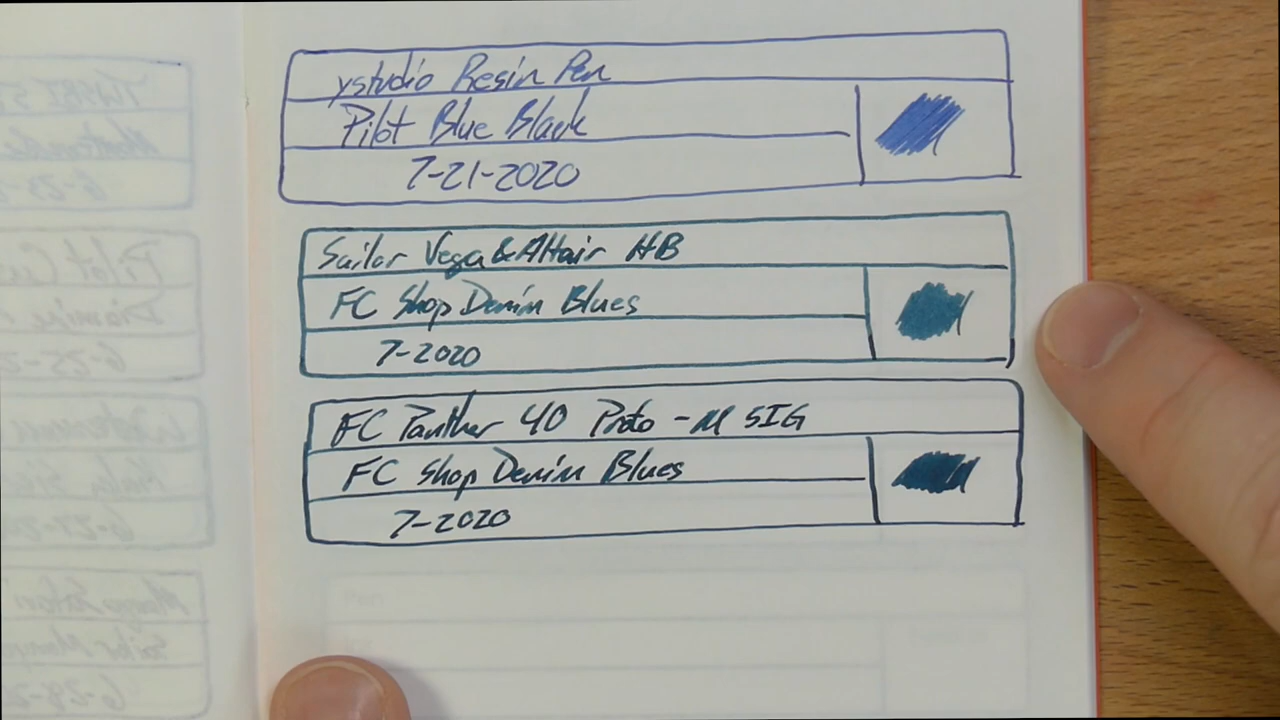 ystudio Resin Pen
Pilot Blue Black
7-21-2020
Sailor Vega & Altair HB
FC Shop Denim Blues
7-2020
FC Panther 40 Proto - M SIG
FC Shop Denim Blues
7-2020